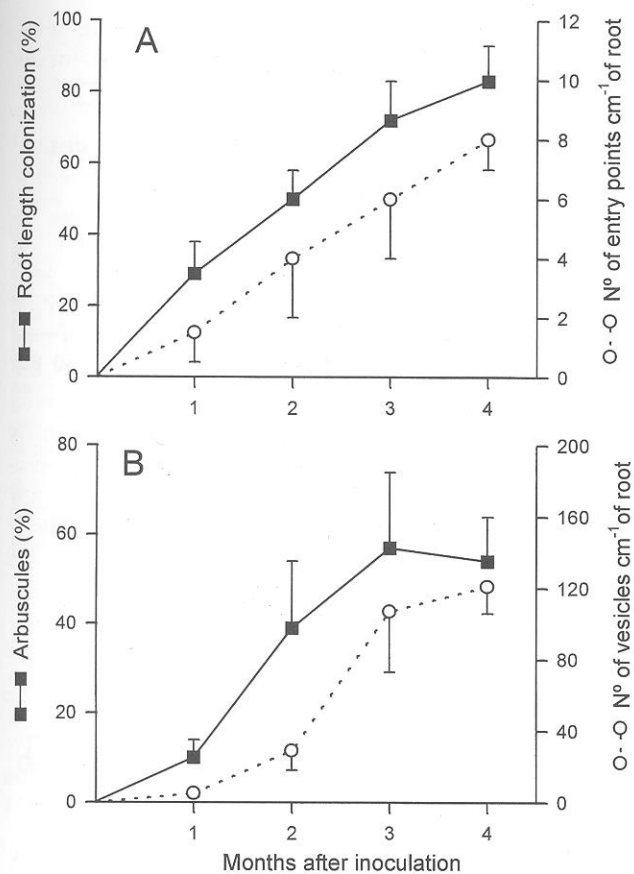 A
Root length colonization (%)
100
80
60
40
20
0
12
10
8
6
4
2
0
Nº of entry points cm⁻¹ of root
1 2 3 4
B
Arbuscules (%)
80
60
40
20
0
200
160
120
80
40
0
Nº of vesicles cm⁻¹ of root
1 2 3 4
Months after inoculation